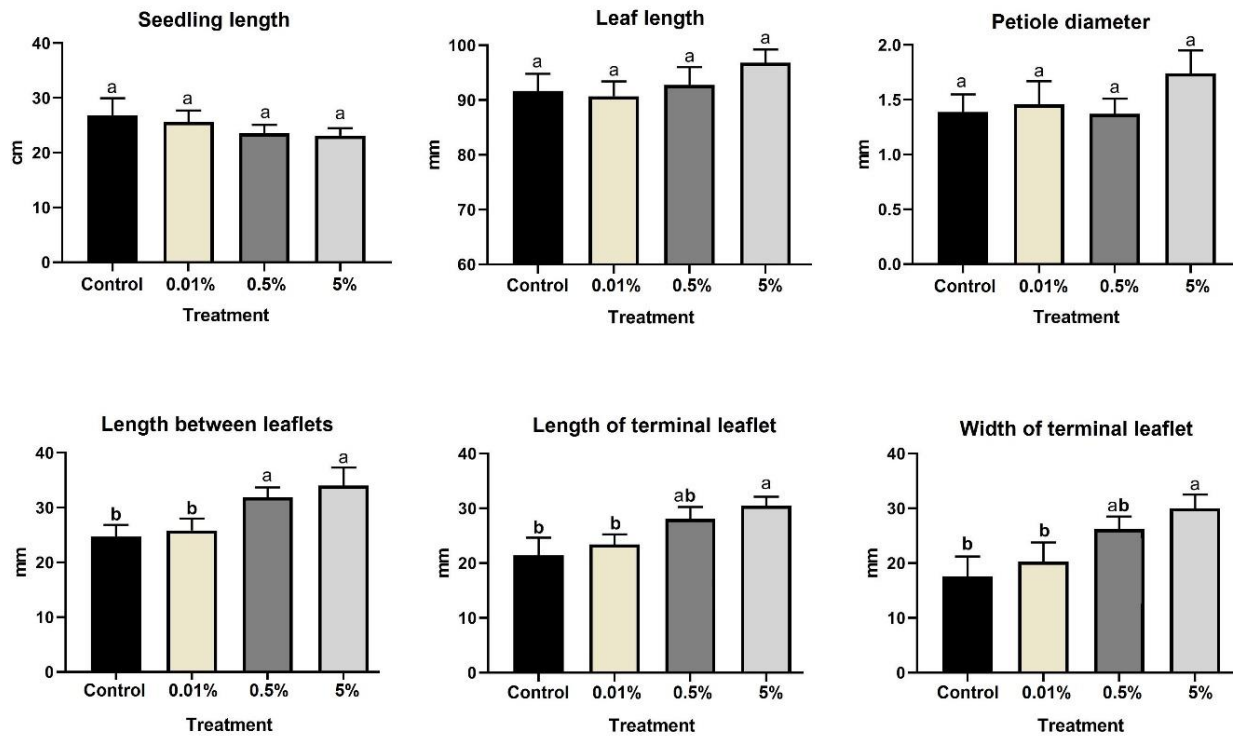 Seedling length
40
30
20
10
0
cm
a
a
a
a
Control 0.01% 0.5% 5%
Treatment
Leaf length
100
90
80
70
60
mm
a
a
a
a
Control 0.01% 0.5% 5%
Treatment
Petiole diameter
2.0
1.5
1.0
0.5
0.0
mm
a
a
a
a
Control 0.01% 0.5% 5%
Treatment
Length between leaflets
40
30
20
10
0
mm
b
b
a
a
Control 0.01% 0.5% 5%
Treatment
Length of terminal leaflet
40
30
20
10
0
mm
b
b
ab
a
Control 0.01% 0.5% 5%
Treatment
Width of terminal leaflet
40
30
20
10
0
mm
b
b
ab
a
Control 0.01% 0.5% 5%
Treatment